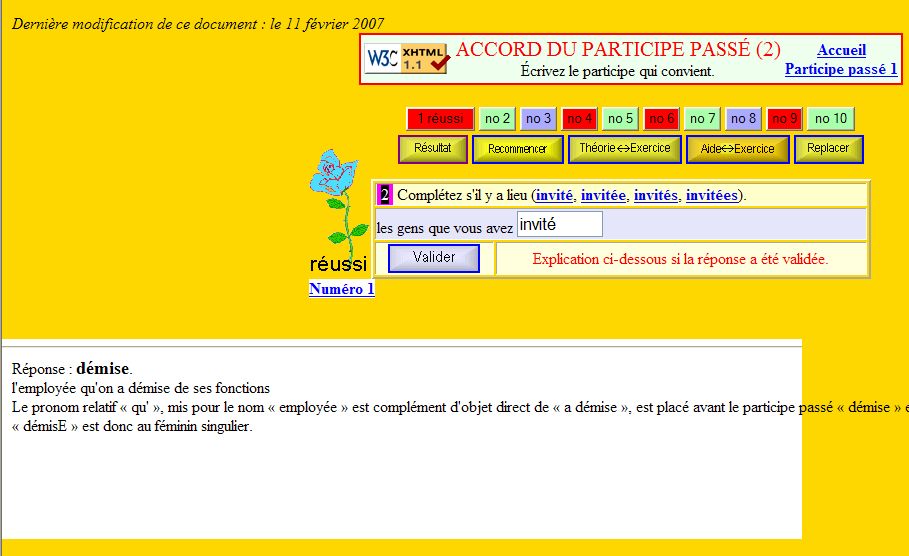 Dernière modification de ce document : le 11 février 2007
W3C XHTML 1.1
ACCORD DU PARTICIPE PASSÉ (2)
Écrivez le participe qui convient.
Accueil
Participe passé 1
1 réussi no 2 no 3 no 4 no 5 no 6 no 7 no 8 no 9 no 10
Résultat Recommencer Théorie<->Exercice Aide<->Exercice Replacer
2 Complétez s'il y a lieu (invité, invitée, invités, invitées).
les gens que vous avez invité
Valider Explication ci-dessous si la réponse a été validée.
réussi
Numéro 1
Réponse : démise.
l'employée qu'on a démise de ses fonctions
Le pronom relatif « qu' », mis pour le nom « employée » est complément d'objet direct de « a démise », est placé avant le participe passé « démise » e
« démisE » est donc au féminin singulier.